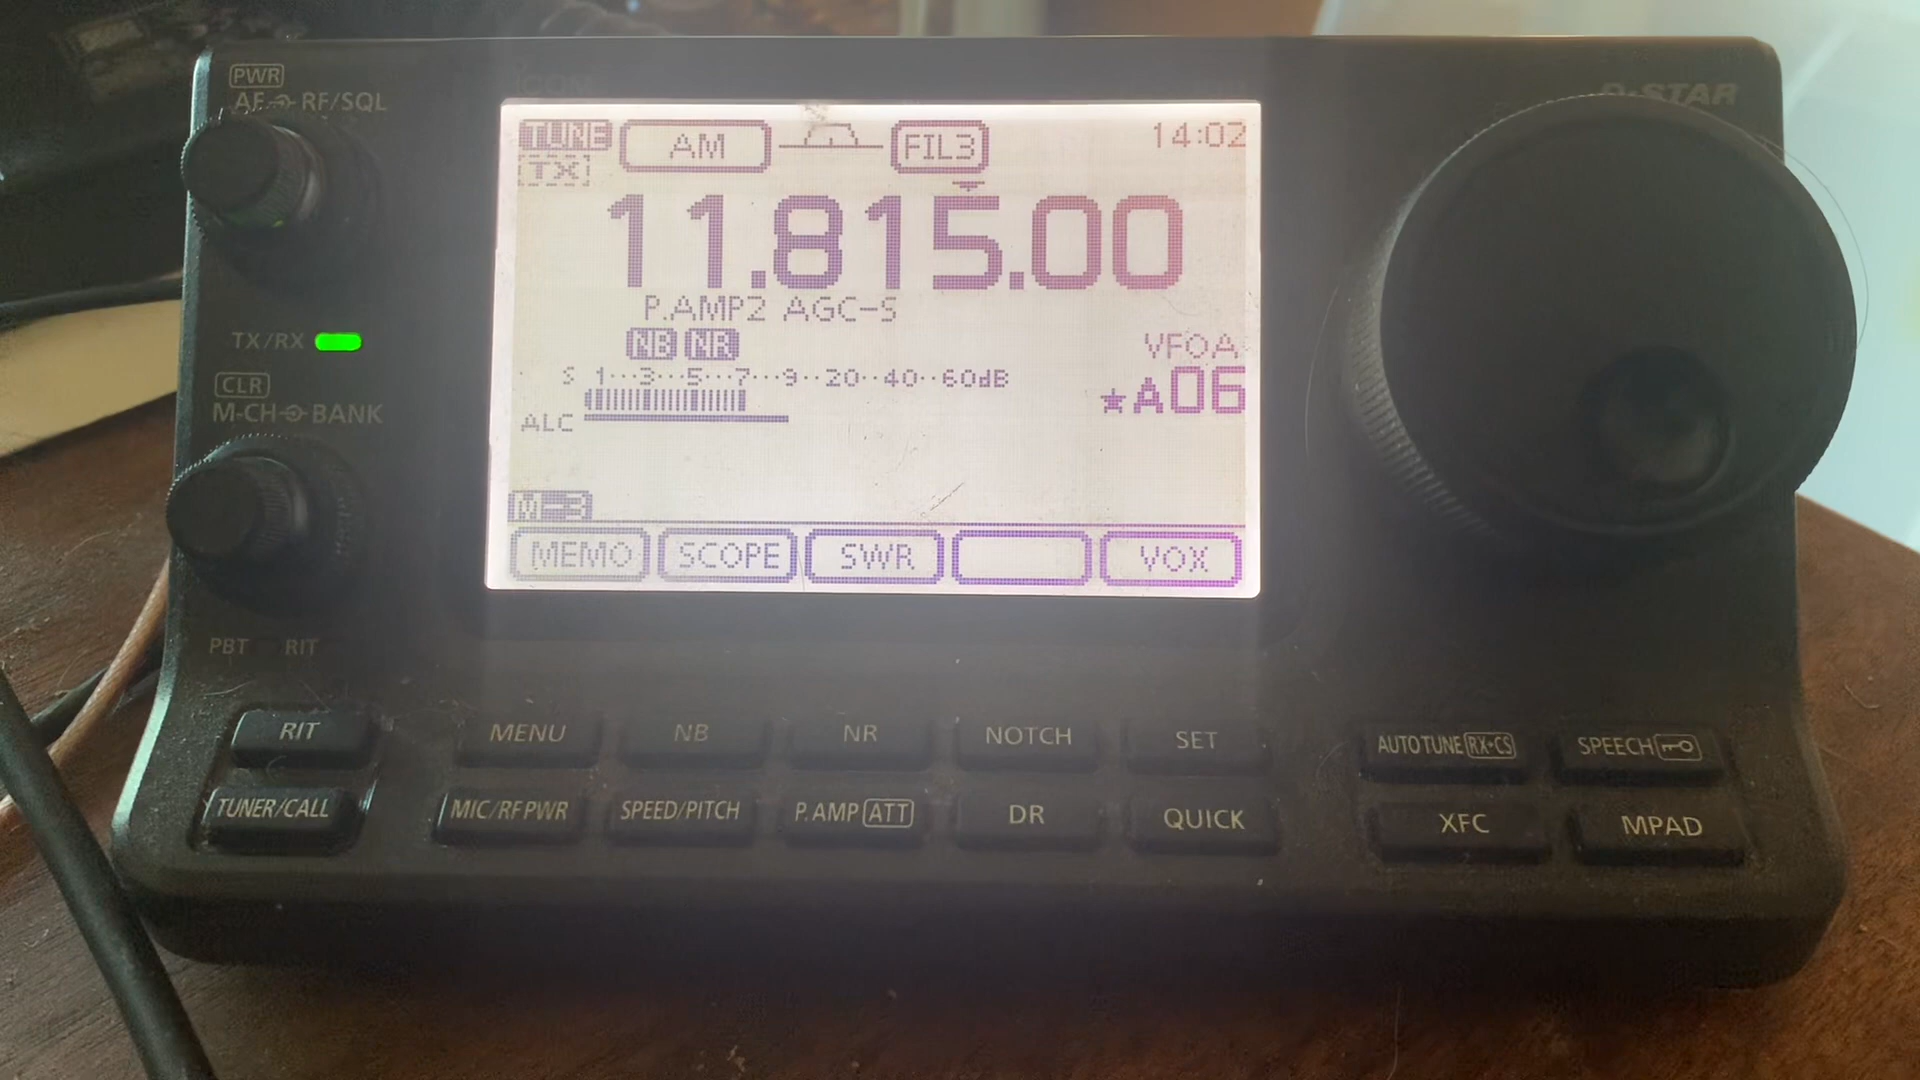 PWR
AF RF/SQL
ICOM
D-STAR
TUNE AM FIL3 14:02
TX
11.815.00
P.AMP2 AGC-S
NB NR
VFOA
S 1···3···5···7···9··20··40··60dB
★A06
ALC
M-3
MEMO SCOPE SWR VOX
TX/RX
CLR
M-CH BANK
PBT RIT
RIT MENU NB NR NOTCH SET AUTO TUNE RX→CS SPEECH
TUNER/CALL MIC/RF PWR SPEED/PITCH P.AMP ATT DR QUICK XFC MPAD